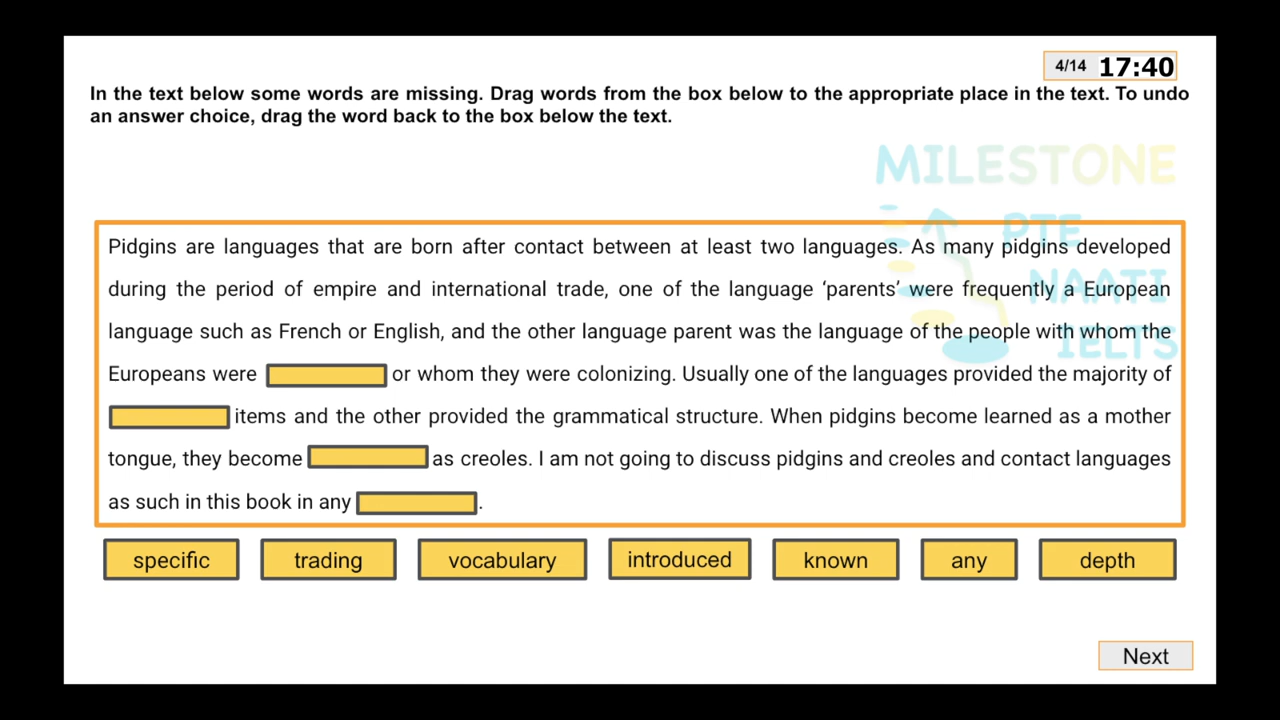 4/14 17:40
In the text below some words are missing. Drag words from the box below to the appropriate place in the text. To undo
an answer choice, drag the word back to the box below the text.
MILESTONE
PTE
NAATI
IELTS
Pidgins are languages that are born after contact between at least two languages. As many pidgins developed
during the period of empire and international trade, one of the language ‘parents’ were frequently a European
language such as French or English, and the other language parent was the language of the people with whom the
Europeans were or whom they were colonizing. Usually one of the languages provided the majority of
items and the other provided the grammatical structure. When pidgins become learned as a mother
tongue, they become as creoles. I am not going to discuss pidgins and creoles and contact languages
as such in this book in any .
specific trading vocabulary introduced known any depth
Next